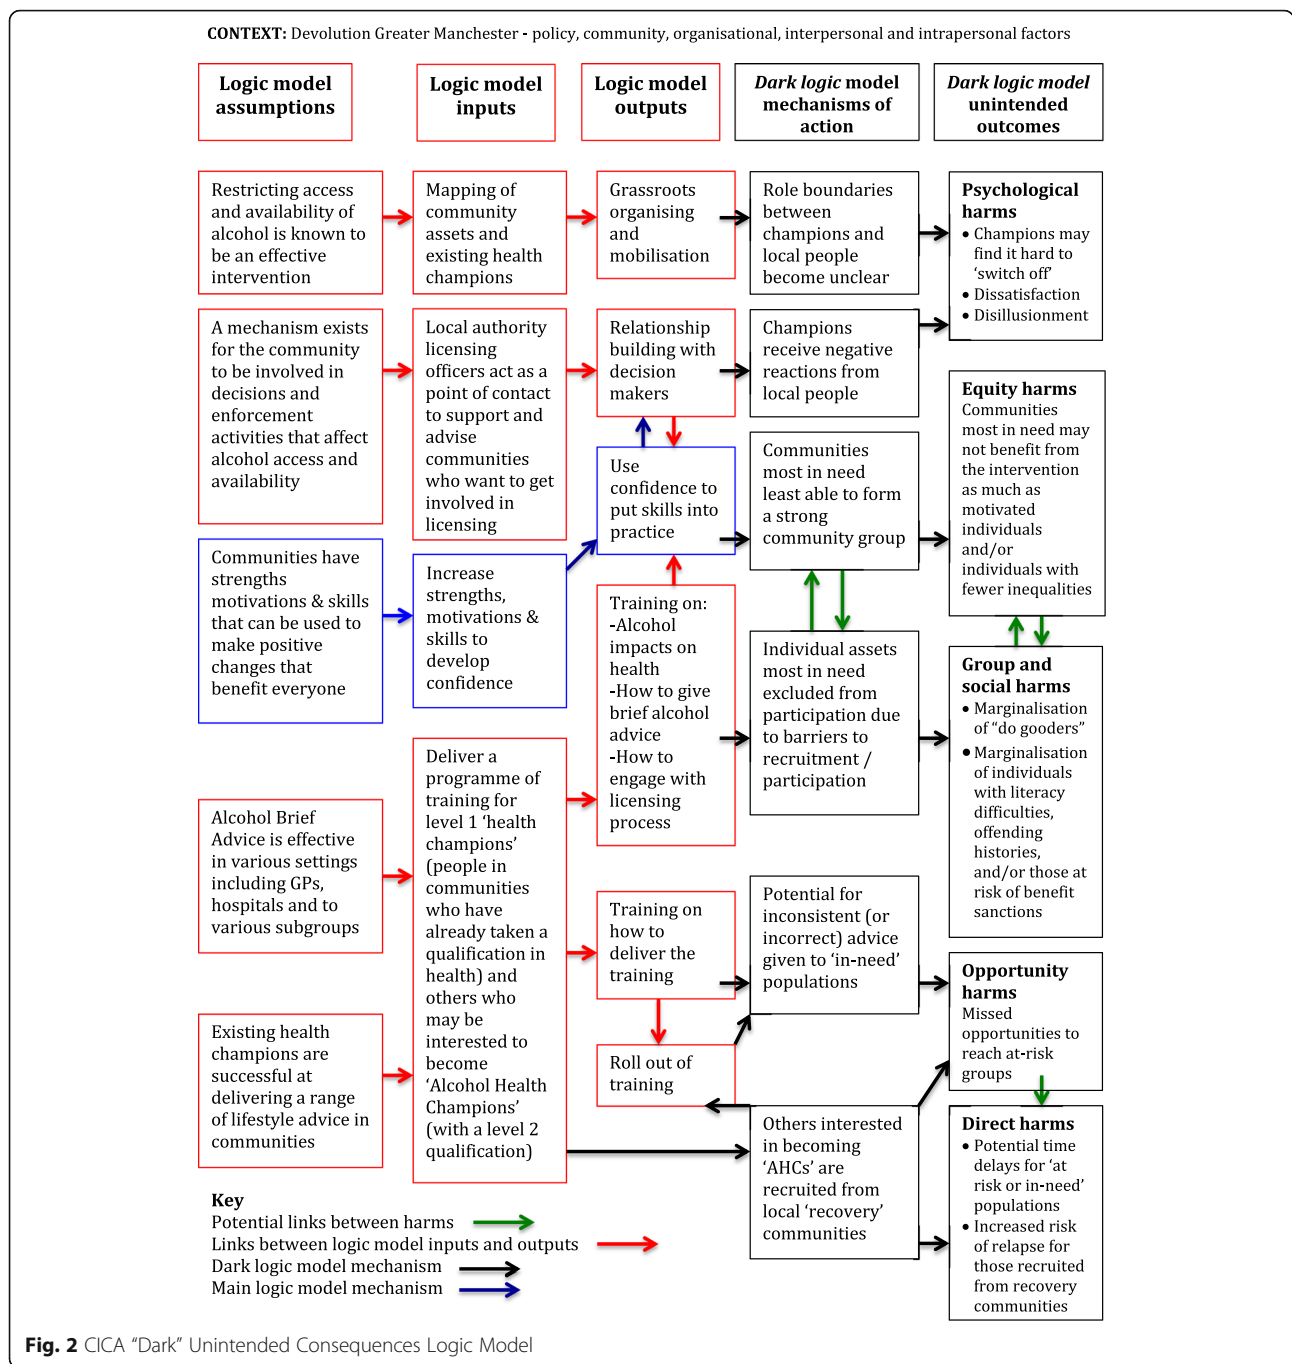 CONTEXT: Devolution Greater Manchester - policy, community, organisational, interpersonal and intrapersonal factors
Logic model
assumptions
Logic model
inputs
Logic model
outputs
Dark logic model
mechanisms of
action
Dark logic model
unintended
outcomes
Restricting access
and availability of
alcohol is known to
be an effective
intervention
Mapping of
community
assets and
existing health
champions
Grassroots
organising
and
mobilisation
Role boundaries
between
champions and
local people
become unclear
Psychological
harms
• Champions may
find it hard to
‘switch off’
• Dissatisfaction
• Disillusionment
A mechanism exists
for the community
to be involved in
decisions and
enforcement
activities that affect
alcohol access and
availability
Local authority
licensing
officers act as a
point of contact
to support and
advise
communities
who want to get
involved in
licensing
Relationship
building with
decision
makers
Champions
receive negative
reactions from
local people
Equity harms
Communities
most in need may
not benefit from
the intervention
as much as
motivated
individuals
and/or
individuals with
fewer inequalities
Use
confidence to
put skills into
practice
Communities
most in need
least able to form
a strong
community group
Communities have
strengths
motivations & skills
that can be used to
make positive
changes that
benefit everyone
Increase
strengths,
motivations &
skills to
develop
confidence
Training on:
-Alcohol
impacts on
health
-How to give
brief alcohol
advice
-How to
engage with
licensing
process
Individual assets
most in need
excluded from
participation due
to barriers to
recruitment /
participation
Group and
social harms
• Marginalisation
of “do gooders”
• Marginalisation
of individuals
with literacy
difficulties,
offending
histories,
and/or those at
risk of benefit
sanctions
Alcohol Brief
Advice is effective
in various settings
including GPs,
hospitals and to
various subgroups
Deliver a
programme of
training for
level 1 ‘health
champions’
(people in
communities
who have
already taken a
qualification in
health) and
others who
may be
interested to
become
‘Alcohol Health
Champions’
(with a level 2
qualification)
Training on
how to
deliver the
training
Potential for
inconsistent (or
incorrect) advice
given to ‘in-need’
populations
Opportunity
harms
Missed
opportunities to
reach at-risk
groups
Existing health
champions are
successful at
delivering a range
of lifestyle advice in
communities
Roll out of
training
Others interested
in becoming
‘AHCs’ are
recruited from
local ‘recovery’
communities
Direct harms
• Potential time
delays for ‘at
risk or in-need’
populations
• Increased risk
of relapse for
those recruited
from recovery
communities
Key
Potential links between harms
Links between logic model inputs and outputs
Dark logic model mechanism
Main logic model mechanism
Fig. 2 CICA “Dark” Unintended Consequences Logic Model